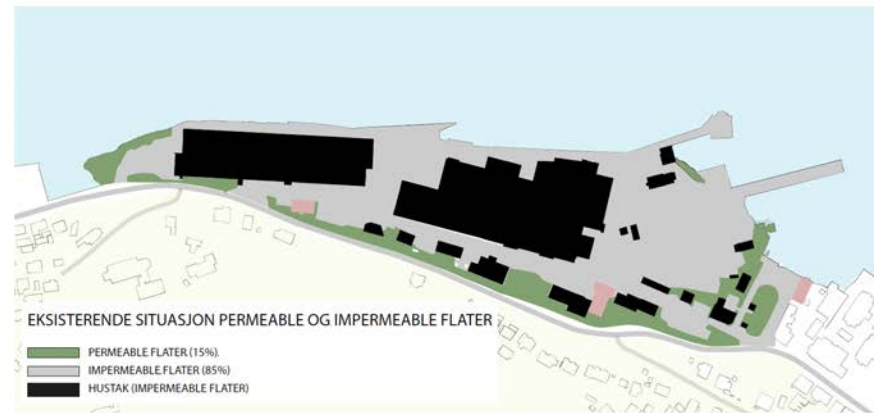 EKSISTERENDE SITUASJON PERMEABLE OG IMPERMEABLE FLATER
PERMEABLE FLATER (15%).
IMPERMEABLE FLATER (85%)
HUSTAK (IMPERMEABLE FLATER)